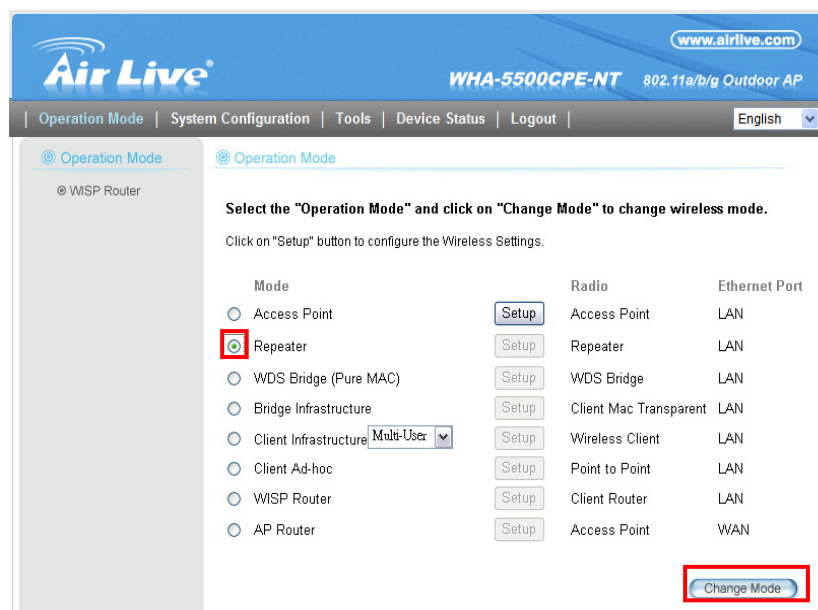 www.airlive.com
Air Live®
WHA-5500CPE-NT 802.11a/b/g Outdoor AP
| Operation Mode | System Configuration | Tools | Device Status | Logout | English
Operation Mode
WISP Router
Operation Mode
Select the "Operation Mode" and click on "Change Mode" to change wireless mode.
Click on "Setup" button to configure the Wireless Settings.
Mode Radio Ethernet Port
Access Point Setup Access Point LAN
Repeater Setup Repeater LAN
WDS Bridge (Pure MAC) Setup WDS Bridge LAN
Bridge Infrastructure Setup Client Mac Transparent LAN
Client Infrastructure Multi-User Setup Wireless Client LAN
Client Ad-hoc Setup Point to Point LAN
WISP Router Setup Client Router LAN
AP Router Setup Access Point WAN
Change Mode